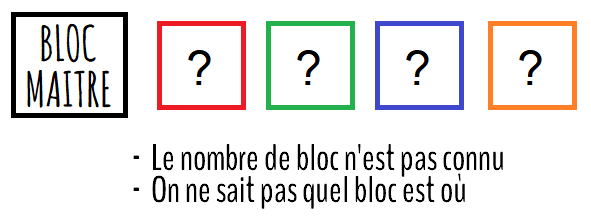 BLOC
MAITRE
? ? ? ?
- Le nombre de bloc n'est pas connu
- On ne sait pas quel bloc est où